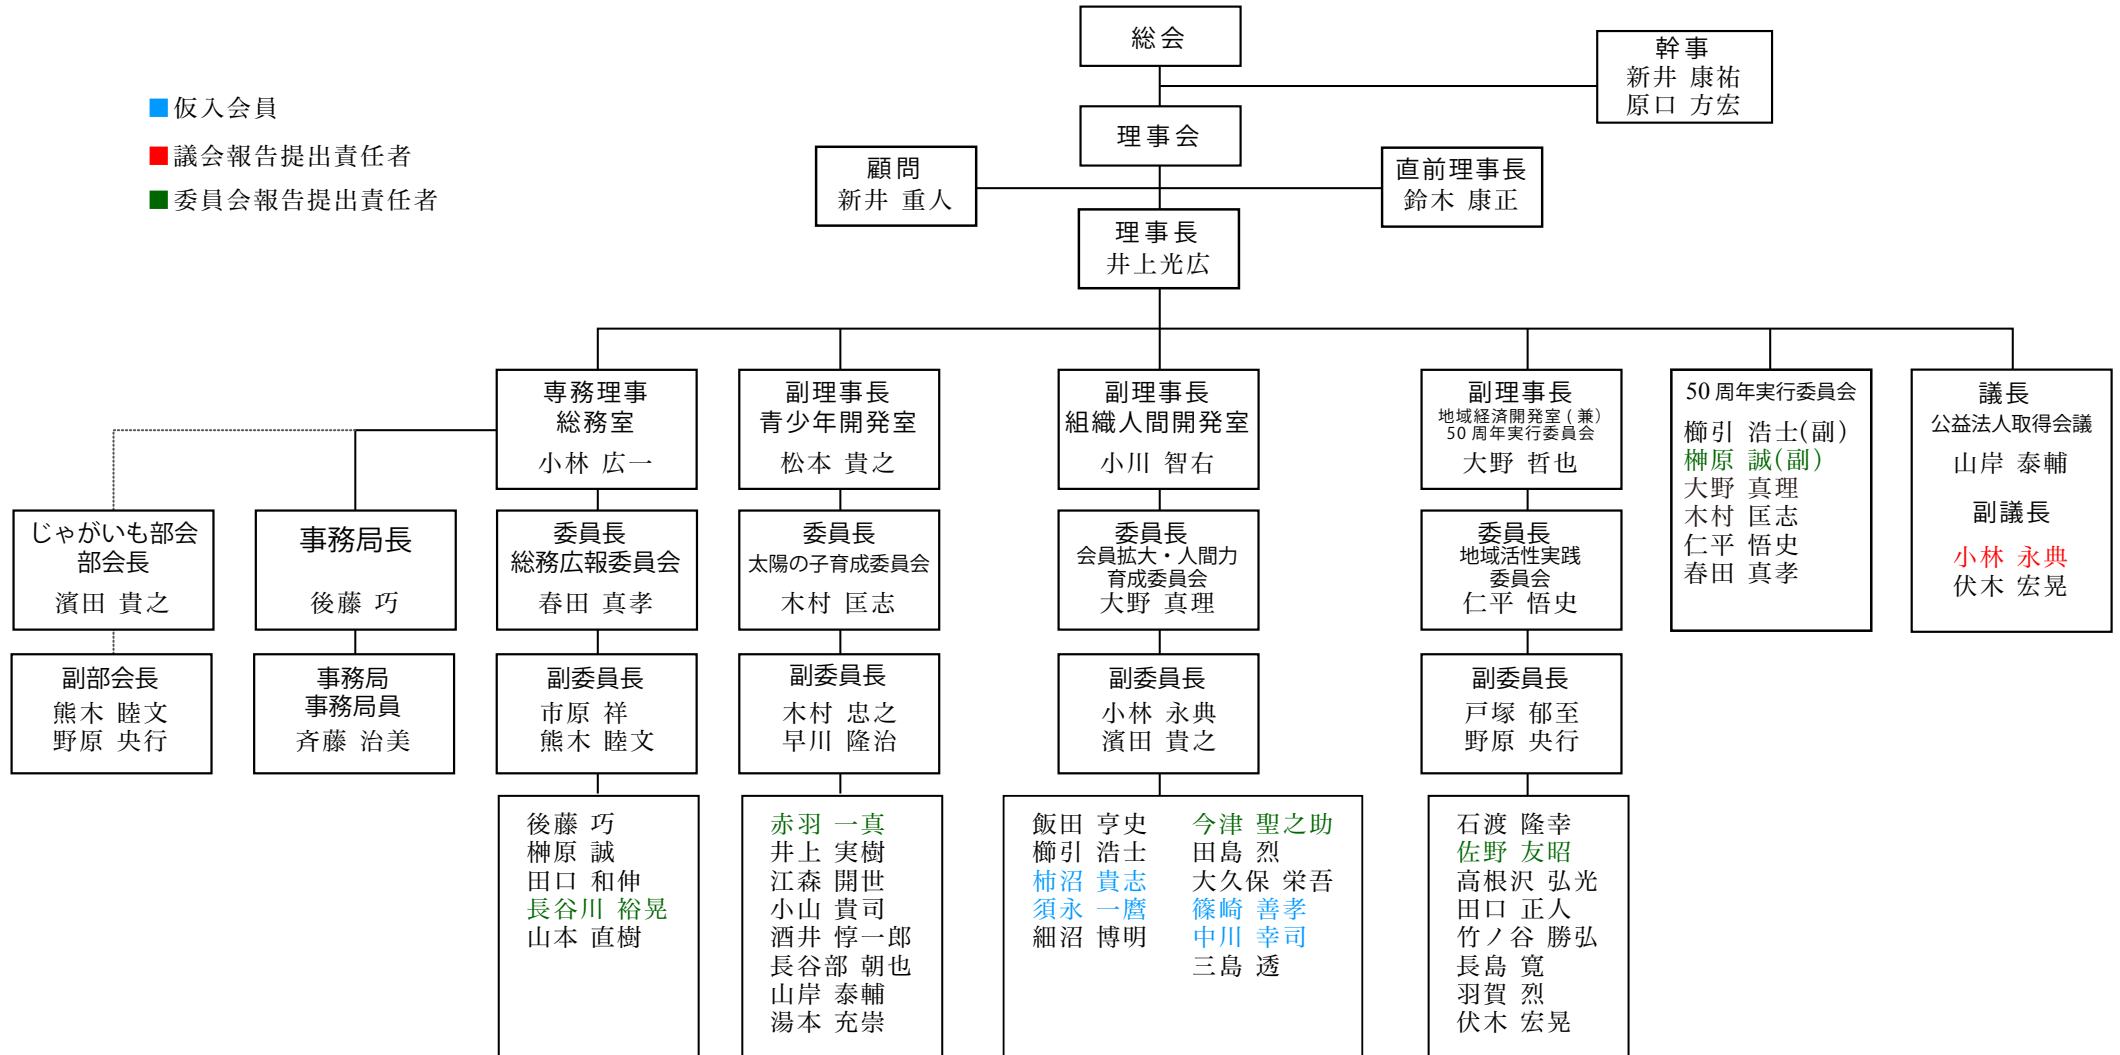 総会
幹事
新井 康祐
原口 方宏
■仮入会員
■議会報告提出責任者
■委員会報告提出責任者
理事会
顧問
新井 重人
直前理事長
鈴木 康正
理事長
井上光広
専務理事
総務室
小林 広一
副理事長
青少年開発室
松本 貴之
副理事長
組織人間開発室
小川 智右
副理事長
地域経済開発室(兼)
50周年実行委員会
大野 哲也
50周年実行委員会
櫛引 浩士(副)
榊原 誠(副)
大野 真理
木村 匡志
仁平 悟史
春田 真孝
議長
公益法人取得会議
山岸 泰輔
副議長
小林 永典
伏木 宏晃
じゃがいも部会
部会長
濱田 貴之
事務局長
後藤 巧
委員長
総務広報委員会
春田 真孝
委員長
太陽の子育成委員会
木村 匡志
委員長
会員拡大・人間力
育成委員会
大野 真理
委員長
地域活性実践
委員会
仁平 悟史
副部会長
熊木 睦文
野原 央行
事務局
事務局員
斉藤 治美
副委員長
市原 祥
熊木 睦文
副委員長
木村 忠之
早川 隆治
副委員長
小林 永典
濱田 貴之
副委員長
戸塚 郁至
野原 央行
後藤 巧
榊原 誠
田口 和伸
長谷川 裕晃
山本 直樹
赤羽 一真
井上 実樹
江森 開世
小山 貴司
酒井 惇一郎
長谷部 朝也
山岸 泰輔
湯本 充崇
飯田 亨史
櫛引 浩士
柿沼 貴志
須永 一麿
細沼 博明
今津 聖之助
田島 烈
大久保 栄吾
篠崎 善孝
中川 幸司
三島 透
石渡 隆幸
佐野 友昭
高根沢 弘光
田口 正人
竹ノ谷 勝弘
長島 寛
羽賀 烈
伏木 宏晃